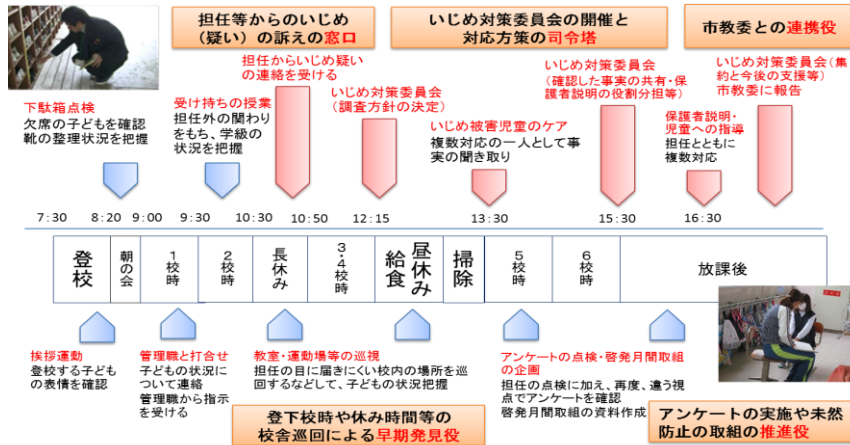 担任等からのいじめ
(疑い)の訴えの窓口
いじめ対策委員会の開催と
対応方策の司令塔
市教委との連携役
下駄箱点検
欠席の子どもを確認
靴の整理状況を把握
受け持ちの授業
担任外の関わり
をもち、学級の
状況を把握
担任からいじめ疑い
の連絡を受ける
いじめ対策委員会
(調査方針の決定)
いじめ被害児童のケア
複数対応の一人として事
実の聞き取り
いじめ対策委員会
(確認した事実の共有・保
護者説明の役割分担等)
保護者説明・
児童への指導
担任とともに
複数対応
いじめ対策委員会(集
約と今後の支援等)
市教委に報告
7:30 8:20 9:00 9:30 10:30 10:50 12:15 13:30 15:30 16:30
登校
朝の会
1校時
2校時
長休み
3・4校時
給食
昼休み
掃除
5校時
6校時
放課後
挨拶運動
登校する子ども
の表情を確認
管理職と打合せ
子どもの状況に
ついて連絡
管理職から指示
を受ける
教室・運動場等の巡視
担任の目に届きにくい校内の場所を巡
回するなどして、子どもの状況把握
アンケートの点検・啓発月間取組
の企画
担任の点検に加え、再度、違う視
点でアンケートを確認
啓発月間取組の資料作成
登下校時や休み時間等の
校舎巡回による早期発見役
アンケートの実施や未然
防止の取組の推進役